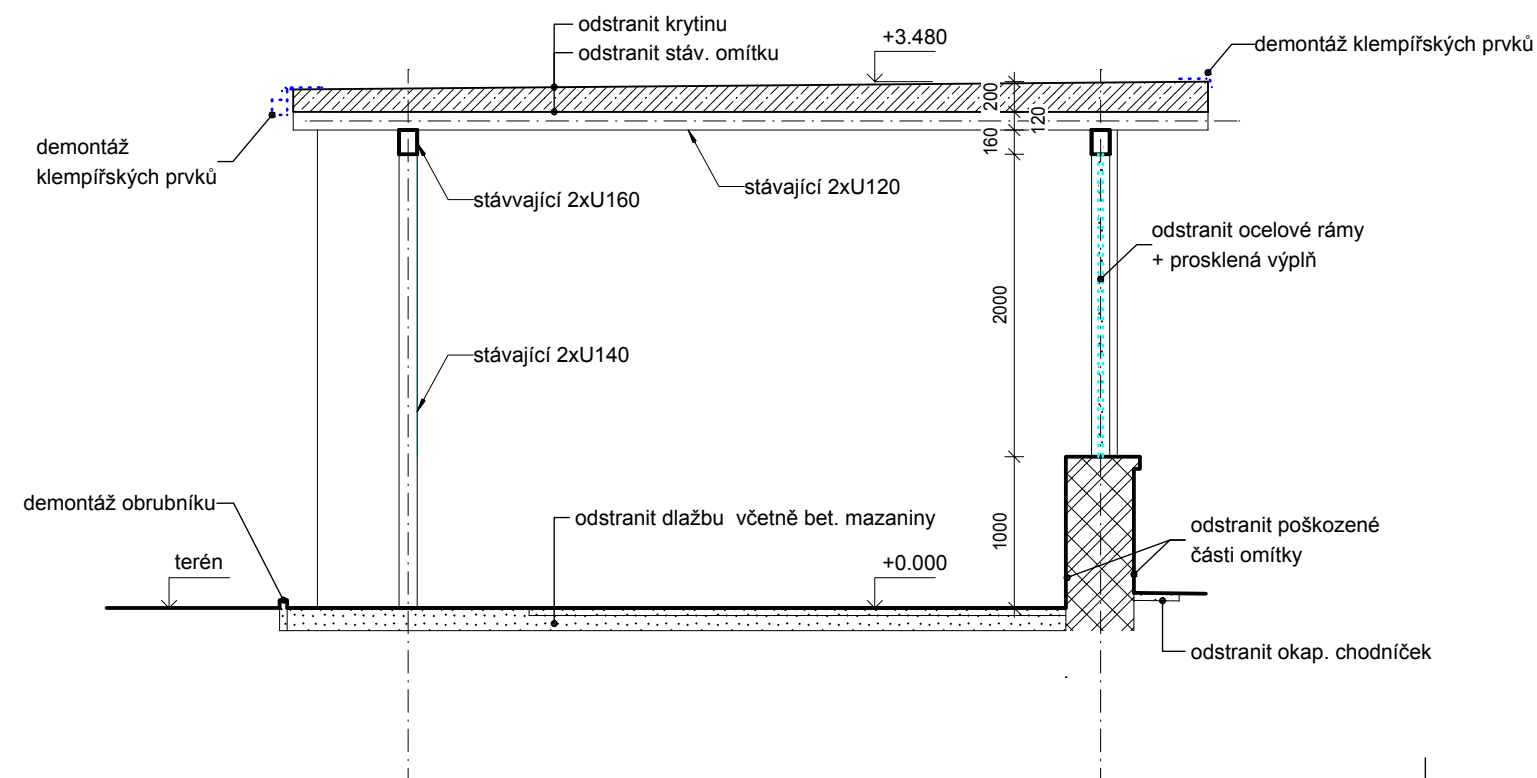 odstranit krytinu
odstranit stáv. omítku
+3.480
demontáž klempířských prvků
200
120
160
demontáž
klempířských prvků
stávvající 2xU160
stávající 2xU120
odstranit ocelové rámy
+ prosklená výplň
2000
stávající 2xU140
demontáž obrubníku
odstranit dlažbu včetně bet. mazaniny
1000
odstranit poškozené
části omítky
terén
+0.000
odstranit okap. chodníček